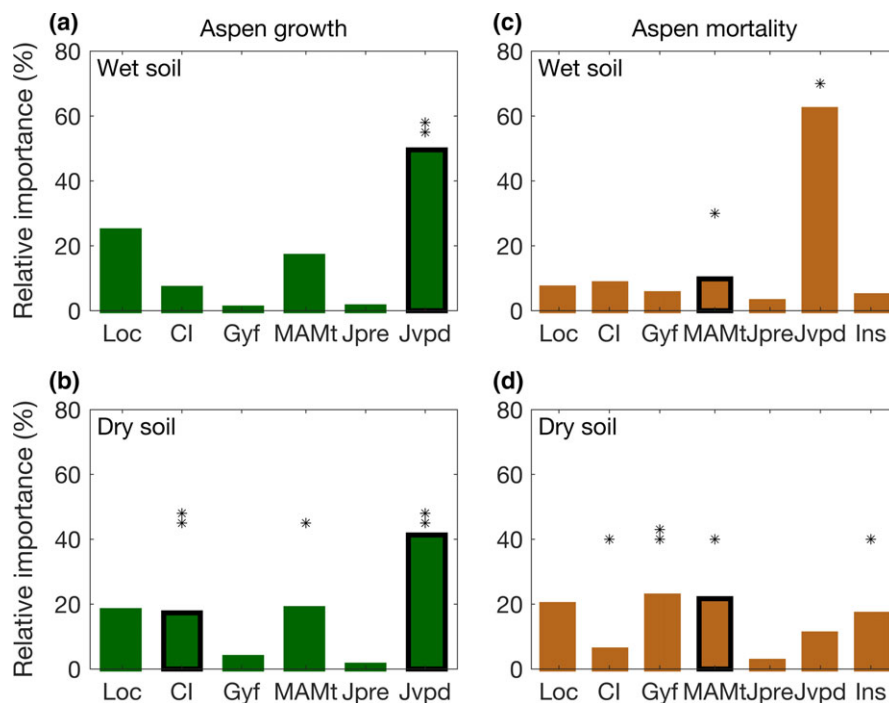 (a) Aspen growth
Wet soil
Relative importance (%)
80
60
40
20
0
Loc CI Gyf MAMt Jpre Jvpd
** 
(c) Aspen mortality
Wet soil
80
60
40
20
0
Loc CI Gyf MAMt Jpre Jvpd Ins
* *
(b)
Dry soil
Relative importance (%)
80
60
40
20
0
Loc CI Gyf MAMt Jpre Jvpd
** * **
(d)
Dry soil
80
60
40
20
0
Loc CI Gyf MAMt Jpre Jvpd Ins
* ** * *